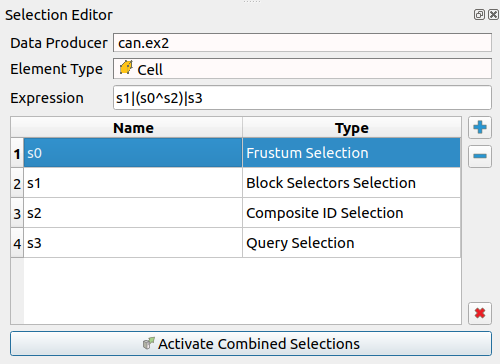 Selection Editor
Data Producer can.ex2
Element Type Cell
Expression s1|(s0^s2)|s3
Name Type
1 s0 Frustum Selection
2 s1 Block Selectors Selection
3 s2 Composite ID Selection
4 s3 Query Selection
Activate Combined Selections